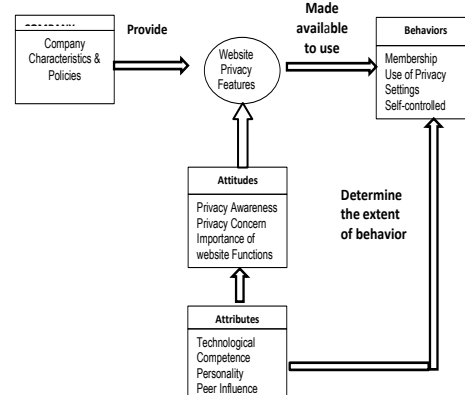 Company
Characteristics &
Policies
Provide
Website
Privacy
Features
Made
available
to use
Behaviors
Membership
Use of Privacy
Settings
Self-controlled
Attitudes
Privacy Awareness
Privacy Concern
Importance of
website Functions
Determine
the extent
of behavior
Attributes
Technological
Competence
Personality
Peer Influence